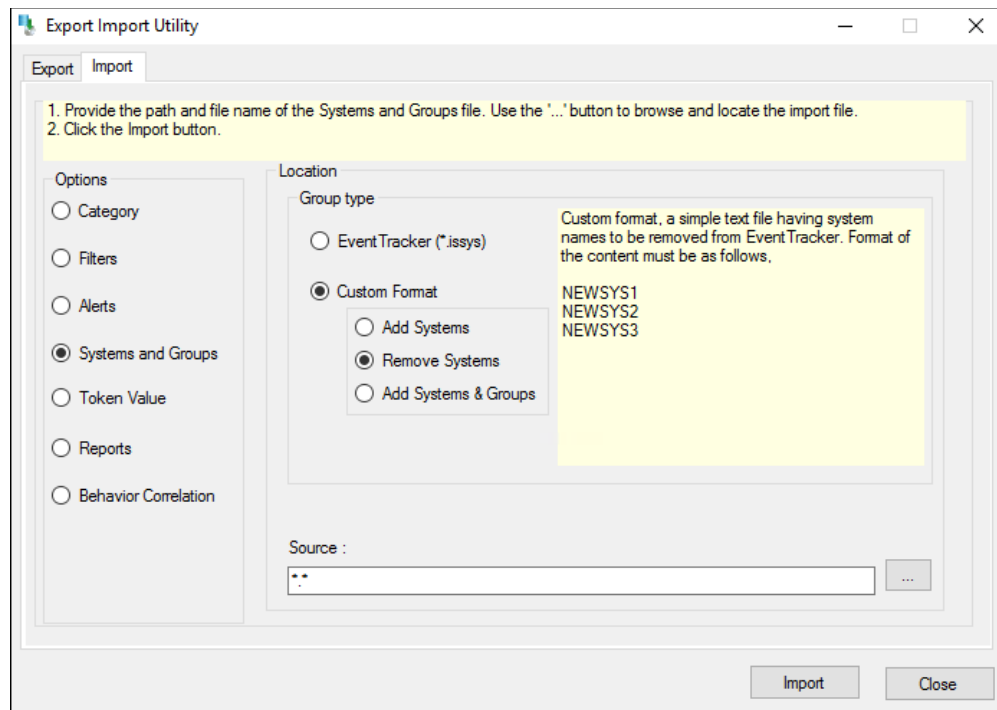 Export Import Utility
Export Import
1. Provide the path and file name of the Systems and Groups file. Use the '...' button to browse and locate the import file.
2. Click the Import button.
Options
Category
Filters
Alerts
Systems and Groups
Token Value
Reports
Behavior Correlation
Location
Group type
EventTracker (*.issys)
Custom Format
Add Systems
Remove Systems
Add Systems & Groups
Custom format, a simple text file having system
names to be removed from EventTracker. Format of
the content must be as follows,
NEWSYS1
NEWSYS2
NEWSYS3
Source :
*.*
...
Import
Close